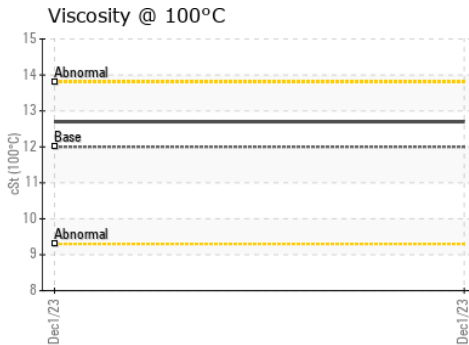 Viscosity @ 100°C
15
14
13
12
11
10
9
8
cSt (100°C)
Abnormal
Base
Abnormal
Dec1/23
Dec1/23